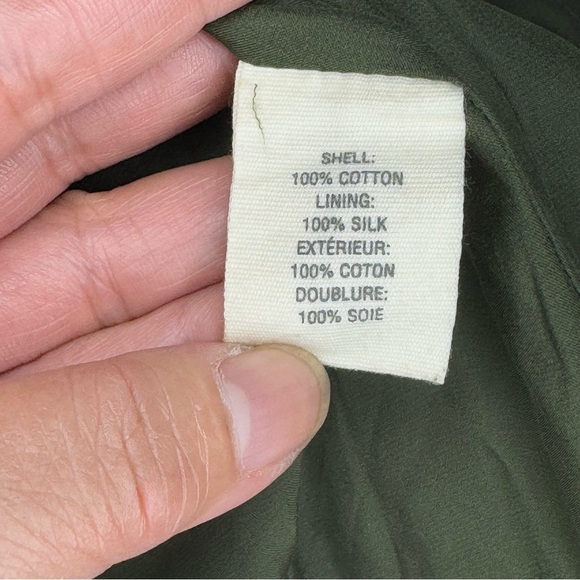 SHELL:
100% COTTON
LINING:
100% SILK
EXTÉRIEUR:
100% COTON
DOUBLURE:
100% SOIE